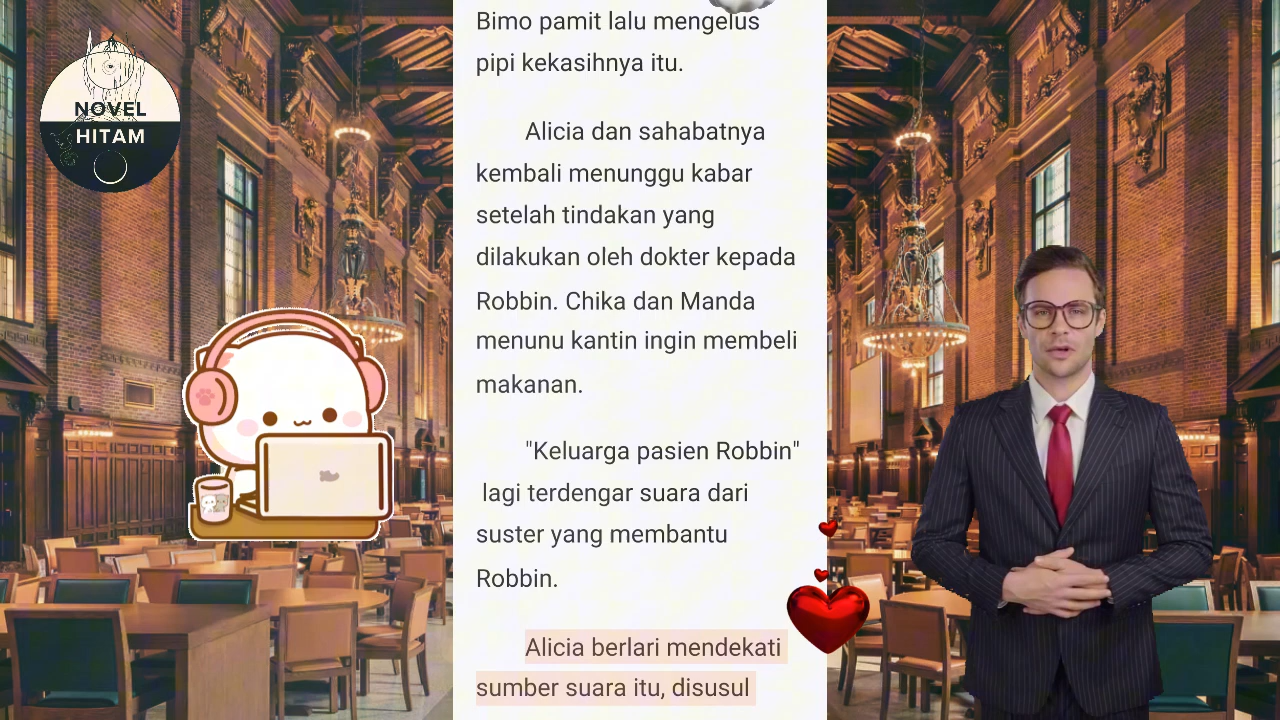 NOVEL
HITAM
Bimo pamit lalu mengelus
pipi kekasihnya itu.
Alicia dan sahabatnya
kembali menunggu kabar
setelah tindakan yang
dilakukan oleh dokter kepada
Robbin. Chika dan Manda
menunu kantin ingin membeli
makanan.
"Keluarga pasien Robbin"
lagi terdengar suara dari
suster yang membantu
Robbin.
Alicia berlari mendekati
sumber suara itu, disusul